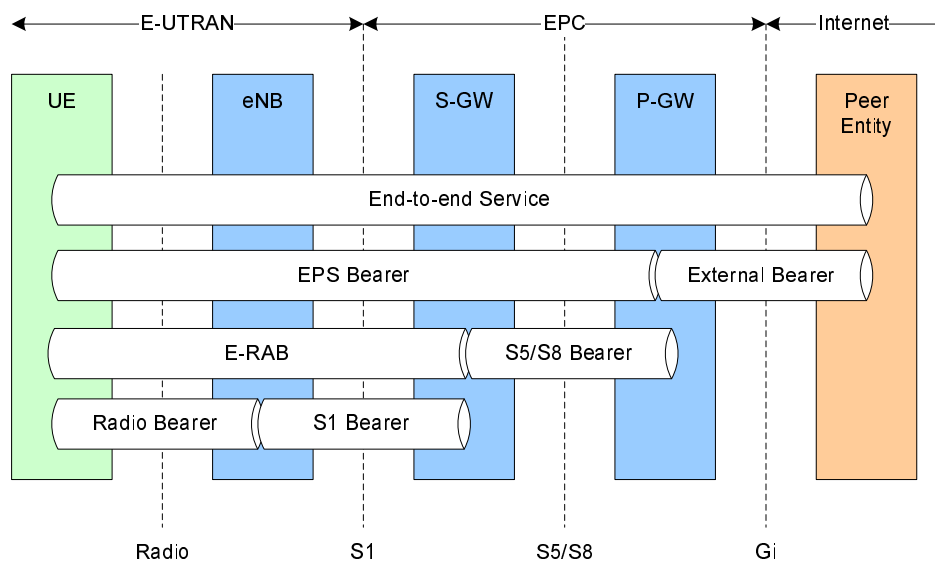 E-UTRAN EPC Internet
UE eNB S-GW P-GW Peer
Entity
End-to-end Service
EPS Bearer External Bearer
E-RAB S5/S8 Bearer
Radio Bearer S1 Bearer
Radio S1 S5/S8 Gi